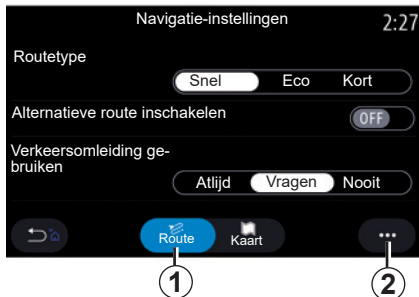 Navigatie-instellingen 2:27
Routetype
Snel Eco Kort
Alternatieve route inschakelen OFF
Verkeersomleiding ge-
bruiken
Atlijd Vragen Nooit
Route Kaart
1 2